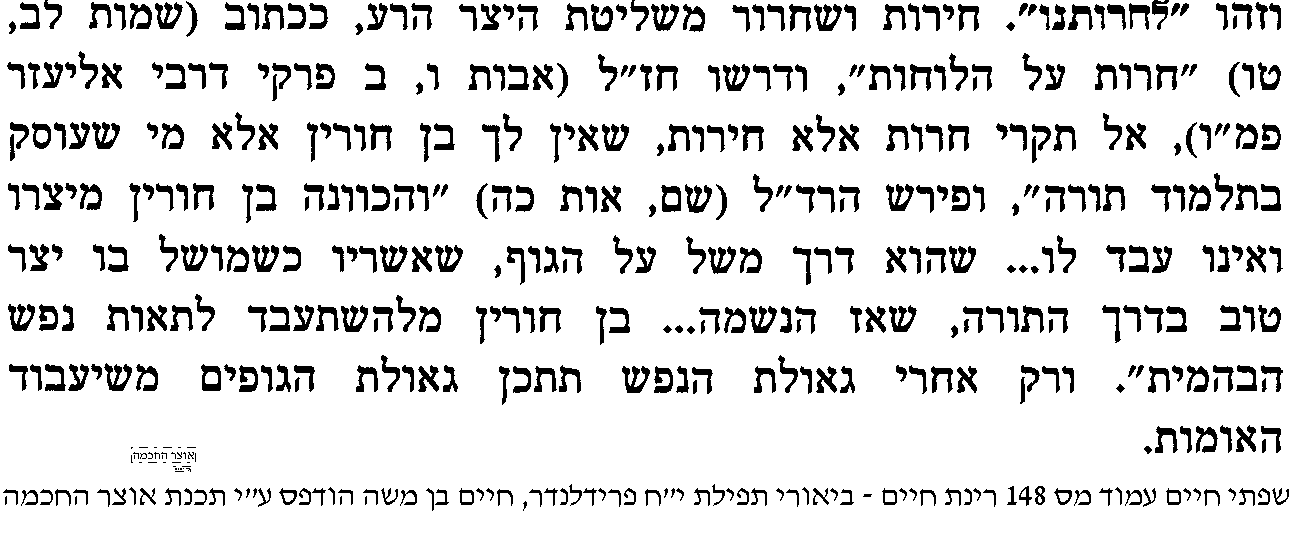 וזהו "לחרותנו". חירות ושחרור משליטת היצר הרע, ככתוב (שמות לב,
טו) "חרות על הלוחות", ודרשו חז"ל (אבות ו, ב פרקי דרבי אליעזר
פמ"ו), אל תקרי חרות אלא חירות, שאין לך בן חורין אלא מי שעוסק
בתלמוד תורה", ופירש הרד"ל (שם, אות כה) "והכוונה בן חורין מיצרו
ואינו עבד לו... שהוא דרך משל על הגוף, שאשריו כשמושל בו יצר
טוב בדרך התורה, שאז הנשמה... בן חורין מלהשתעבד לתאות נפש
הבהמית". ורק אחרי גאולת הנפש תתכן גאולת הגופים משיעבוד
האומות.
אוצר החכמה
שפתי חיים עמוד מס 148 רינת חיים - ביאורי תפילת י"ח פרידלנדר, חיים בן משה הודפס ע"י תכנת אוצר החכמה